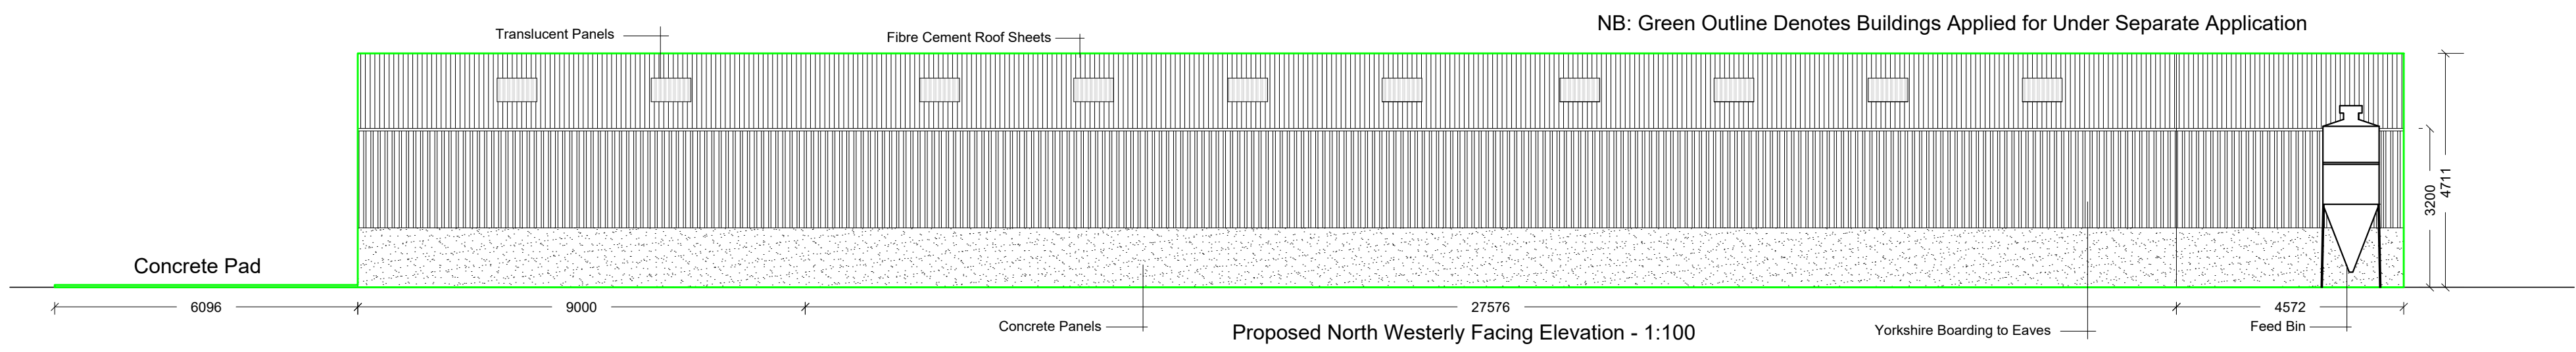 NB: Green Outline Denotes Buildings Applied for Under Separate Application
Translucent Panels
Fibre Cement Roof Sheets
3200
4711
Concrete Pad
6096
9000
27576
4572
Concrete Panels
Proposed North Westerly Facing Elevation - 1:100
Yorkshire Boarding to Eaves
Feed Bin